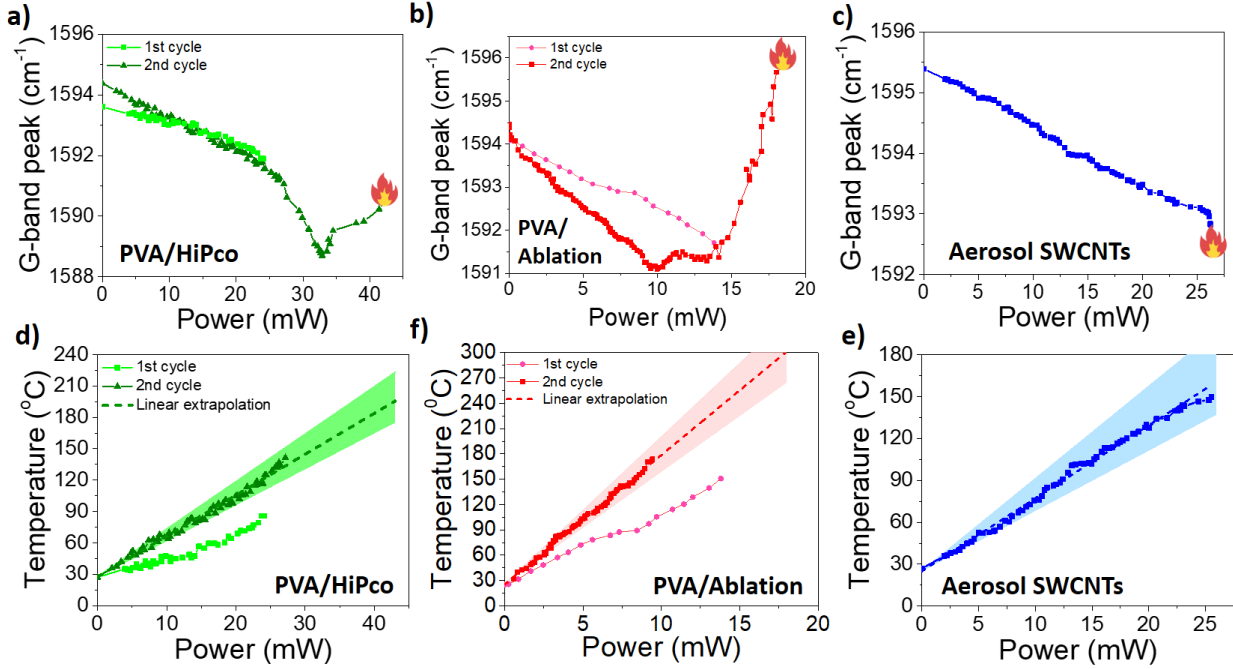 a)
1596
1594
1592
1590
1588
G-band peak (cm⁻¹)
1st cycle
2nd cycle
PVA/HiPco
0 10 20 30 40
Power (mW)
b)
1596
1595
1594
1593
1592
1591
G-band peak (cm⁻¹)
1st cycle
2nd cycle
PVA/
Ablation
0 5 10 15 20
Power (mW)
c)
1596
1595
1594
1593
1592
G-band peak (cm⁻¹)
Aerosol SWCNTs
0 5 10 15 20 25
Power (mW)
d)
240
210
180
150
120
90
60
30
0
Temperature (°C)
1st cycle
2nd cycle
Linear extrapolation
PVA/HiPco
0 10 20 30 40
Power (mW)
f)
300
270
240
210
180
150
120
90
60
30
0
Temperature (⁰C)
1st cycle
2nd cycle
Linear extrapolation
PVA/Ablation
0 5 10 15 20
Power (mW)
e)
180
150
120
90
60
30
0
Temperature (°C)
Aerosol SWCNTs
0 5 10 15 20 25
Power (mW)